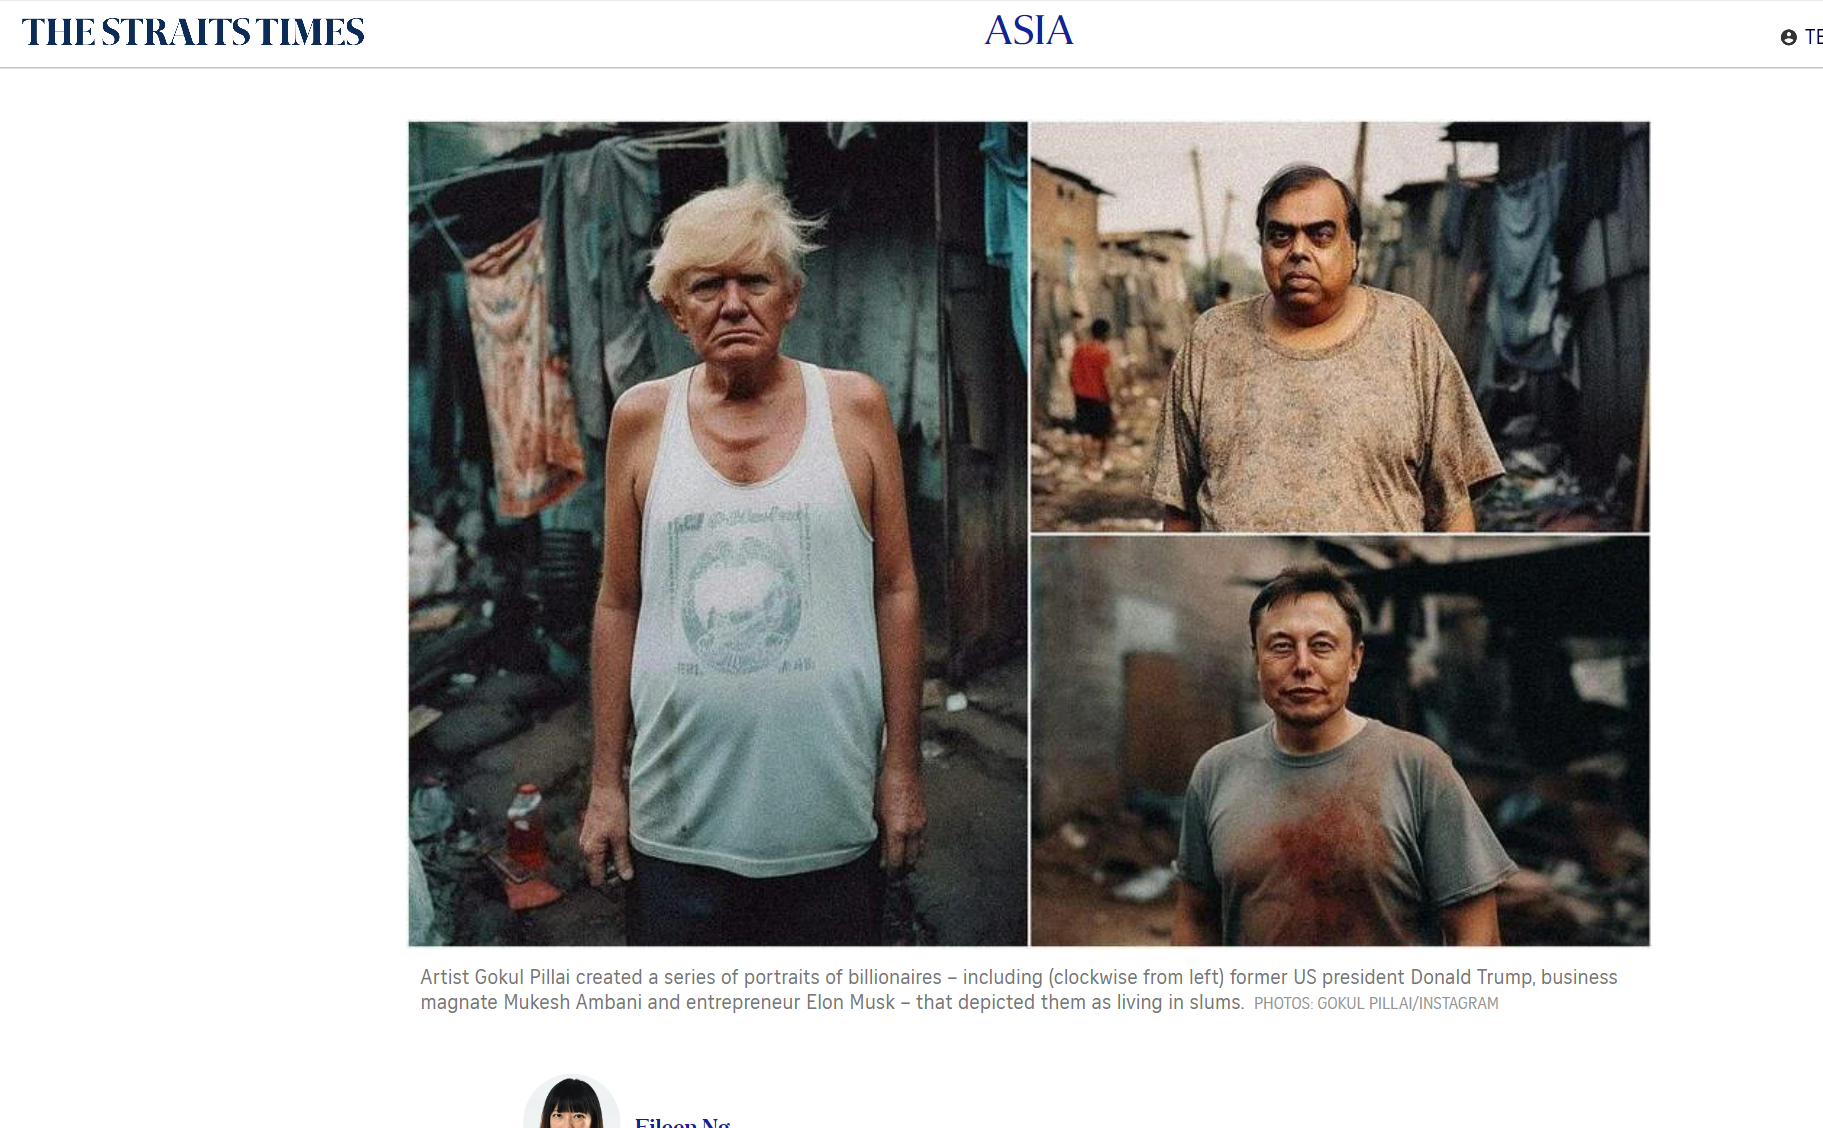 THE STRAITS TIMES
ASIA
Artist Gokul Pillai created a series of portraits of billionaires – including (clockwise from left) former US president Donald Trump, business
magnate Mukesh Ambani and entrepreneur Elon Musk – that depicted them as living in slums. PHOTOS: GOKUL PILLAI/INSTAGRAM
Eileen Ng